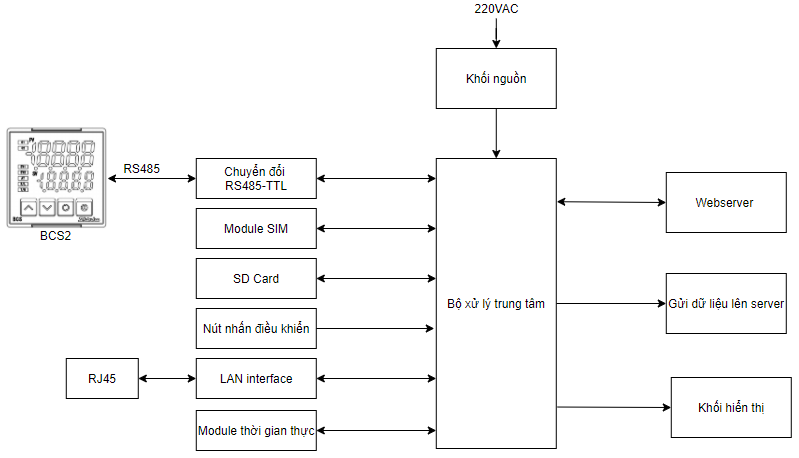 220VAC
Khối nguồn
RS485
Chuyển đổi
RS485-TTL
BCS
BCS2
Module SIM
SD Card
Nút nhấn điều khiển
RJ45
LAN interface
Module thời gian thực
Bộ xử lý trung tâm
Webserver
Gửi dữ liệu lên server
Khối hiển thị